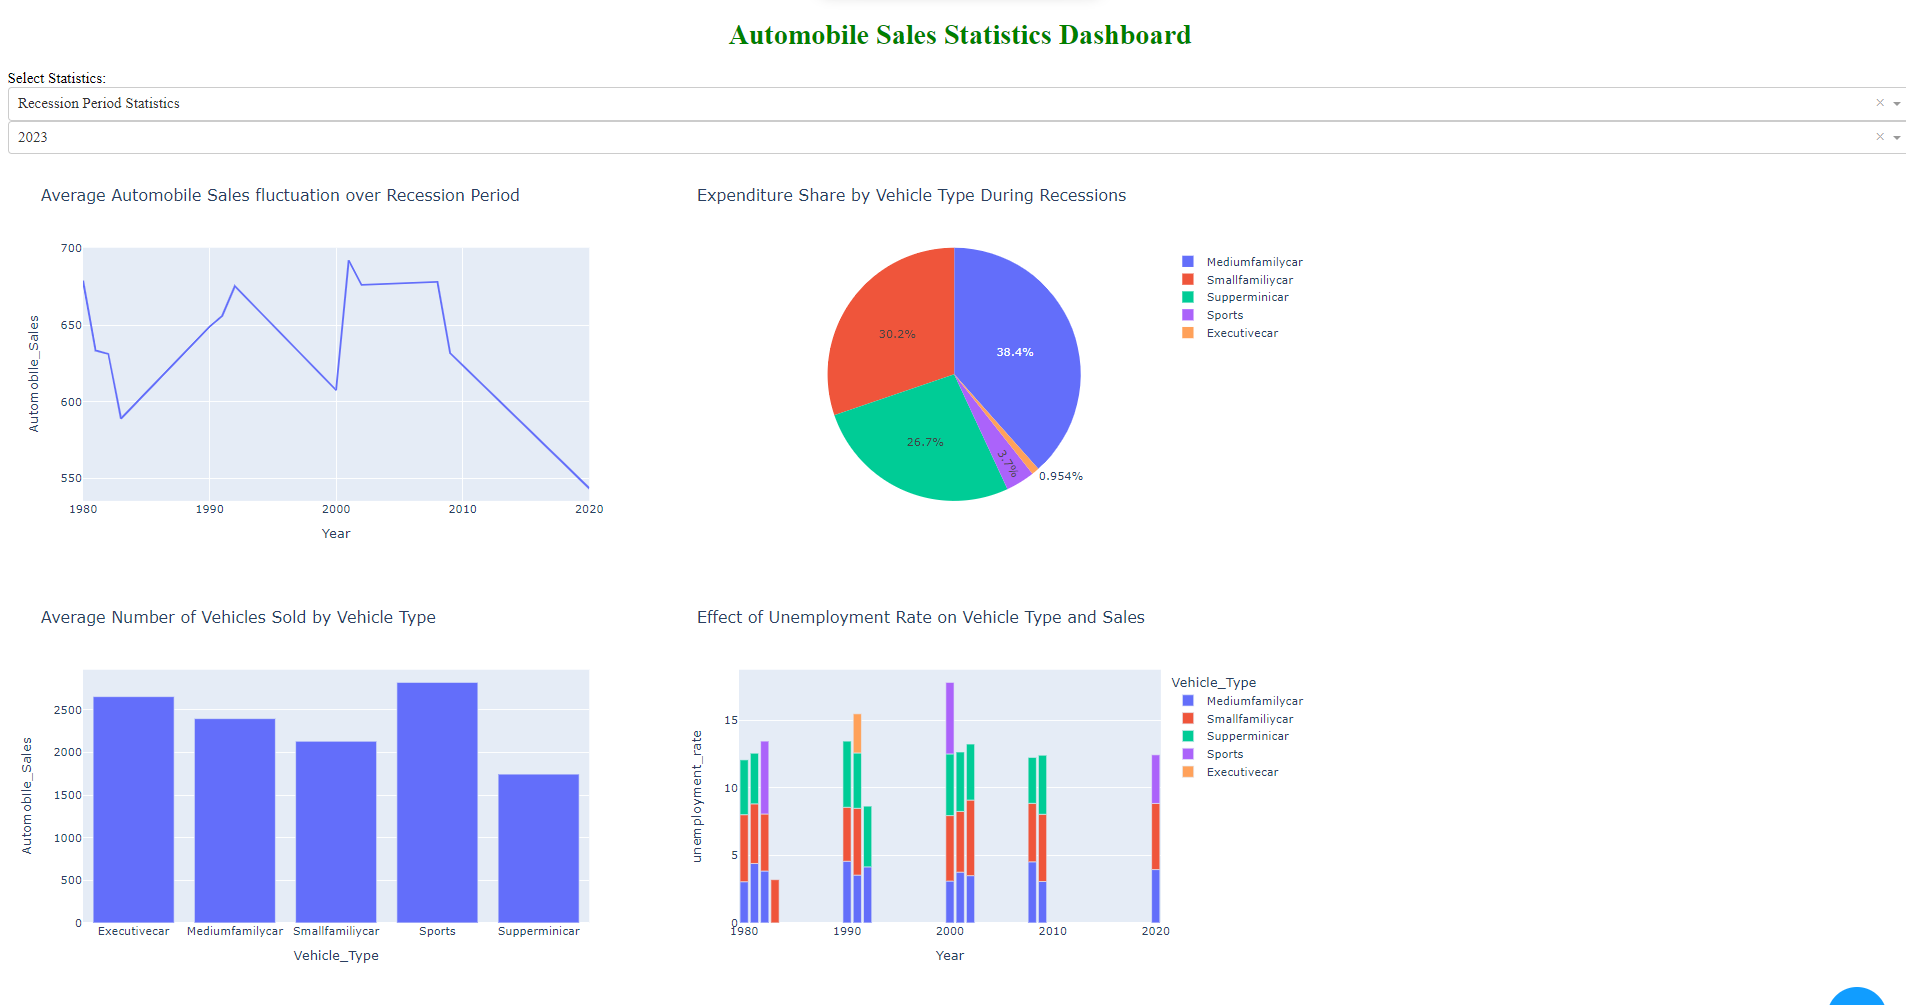 Automobile Sales Statistics Dashboard
Select Statistics:
Recession Period Statistics
×
2023
×
Average Automobile Sales fluctuation over Recession Period
700
650
600
550
Automobile_Sales
1980 1990 2000 2010 2020
Year
Expenditure Share by Vehicle Type During Recessions
38.4%
30.2%
26.7%
3.7%
0.954%
Mediumfamilycar
Smallfamiliycar
Supperminicar
Sports
Executivecar
Average Number of Vehicles Sold by Vehicle Type
2500
2000
1500
1000
500
0
Automobile_Sales
Executivecar Mediumfamilycar Smallfamiliycar Sports Supperminicar
Vehicle_Type
Effect of Unemployment Rate on Vehicle Type and Sales
15
10
5
0
unemployment_rate
1980 1990 2000 2010 2020
Year
Vehicle_Type
Mediumfamilycar
Smallfamiliycar
Supperminicar
Sports
Executivecar